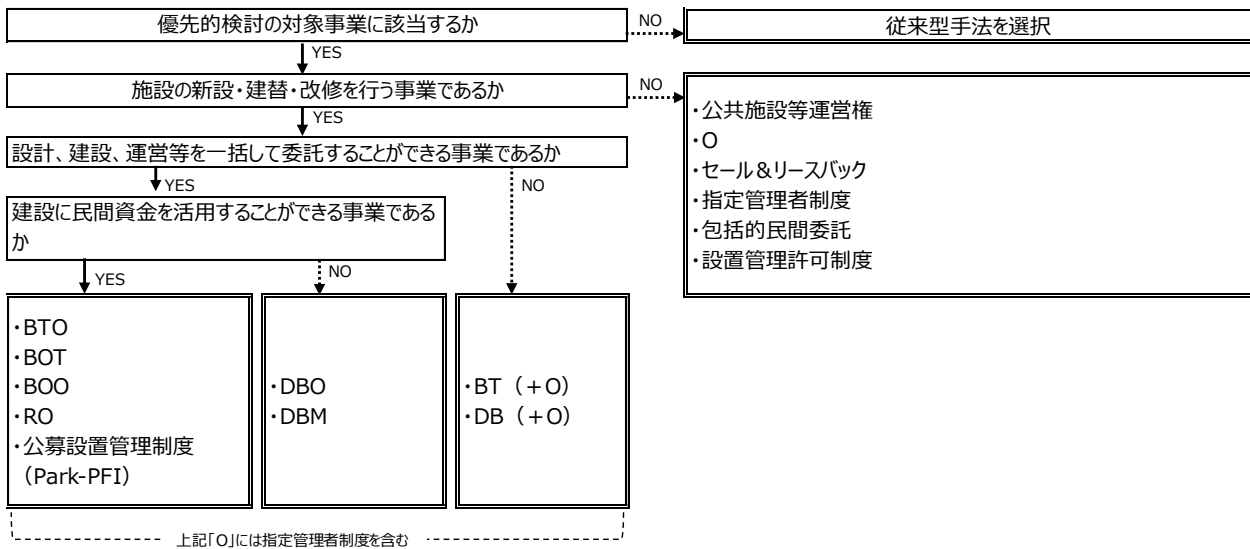 優先的検討の対象事業に該当するか
NO
従来型手法を選択
YES
施設の新設・建替・改修を行う事業であるか
NO
YES
・公共施設等運営権
・O
・セール＆リースバック
・指定管理者制度
・包括的民間委託
・設置管理許可制度
設計、建設、運営等を一括して委託することができる事業であるか
YES
NO
建設に民間資金を活用することができる事業である
か
YES
NO
・BTO
・BOT
・BOO
・RO
・公募設置管理制度
（Park-PFI）
・DBO
・DBM
・BT（＋O）
・DB（＋O）
上記「O」には指定管理者制度を含む